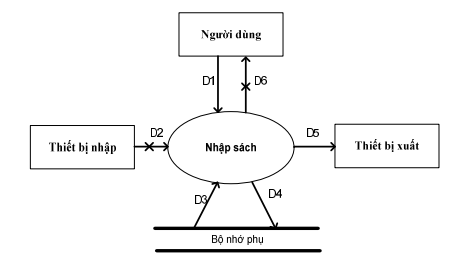 Người dùng
D1
D6
Thiết bị nhập
D2
Nhập sách
D5
Thiết bị xuất
D3
D4
Bộ nhớ phụ